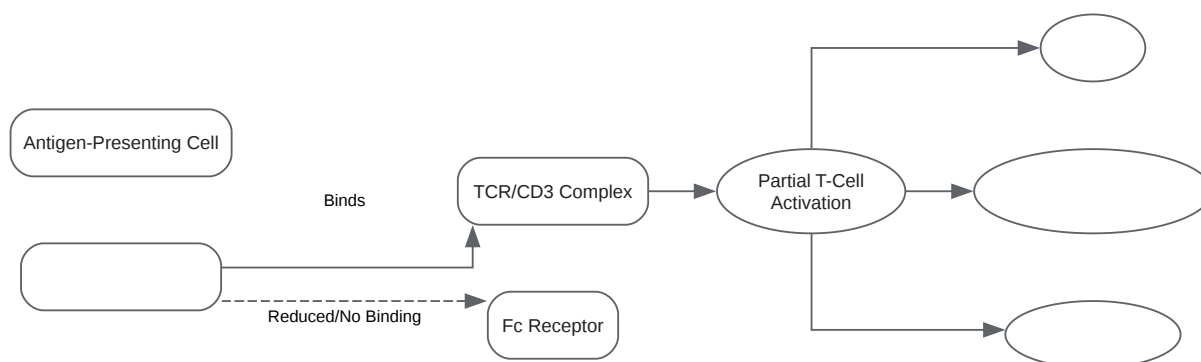 Antigen-Presenting Cell
Binds
TCR/CD3 Complex
Partial T-Cell
Activation
Reduced/No Binding
Fc Receptor